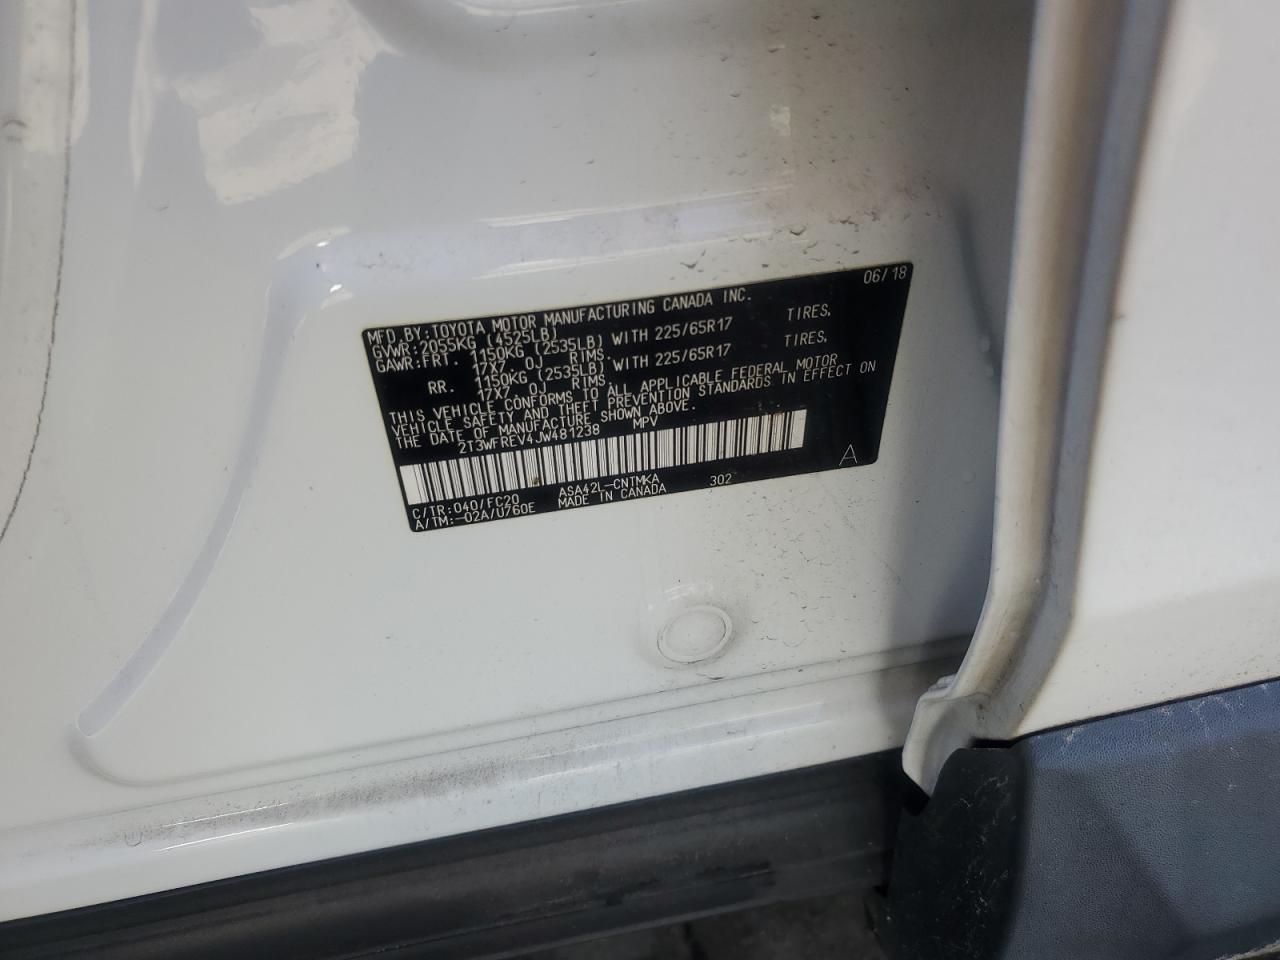 06/18
MFD.BY:TOYOTA MOTOR MANUFACTURING CANADA INC.
GVWR:2055KG (4525LB)
GAWR:FRT. 1150KG (2535LB) WITH 225/65R17 TIRES,
17X7.0J RIMS.
RR. 1150KG (2535LB) WITH 225/65R17 TIRES,
17X7.0J RIMS.
THIS VEHICLE CONFORMS TO ALL APPLICABLE FEDERAL MOTOR
VEHICLE SAFETY AND THEFT PREVENTION STANDARDS IN EFFECT ON
THE DATE OF MANUFACTURE SHOWN ABOVE.
2T3WFREV4JW481238 MPV
A
C/TR:040/FC20 ASA42L-CNTMKA 302
A/TM:-02A/U760E MADE IN CANADA